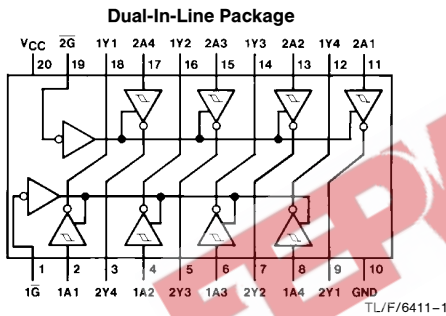 Dual-In-Line Package
VCC 2G̅ 1Y1 2A4 1Y2 2A3 1Y3 2A2 1Y4 2A1
20 19 18 17 16 15 14 13 12 11
1 2 3 4 5 6 7 8 9 10
1G̅ 1A1 2Y4 1A2 2Y3 1A3 2Y2 1A4 2Y1 GND
TL/F/6411–1